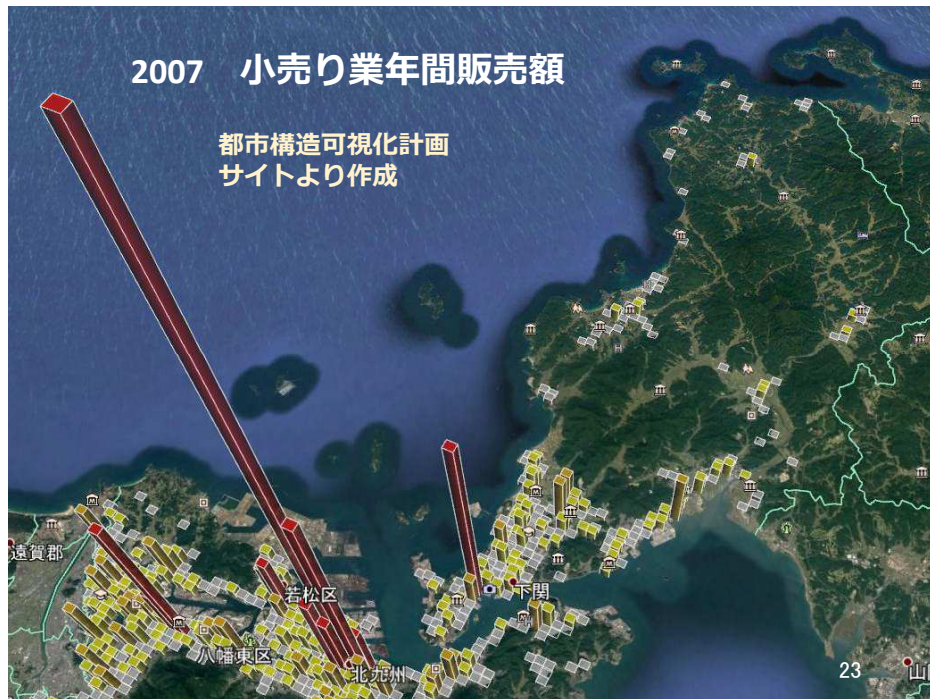 2007 小売り業年間販売額
都市構造可視化計画
サイトより作成
遠賀郡
若松区
下関
八幡東区
北九州
23
山